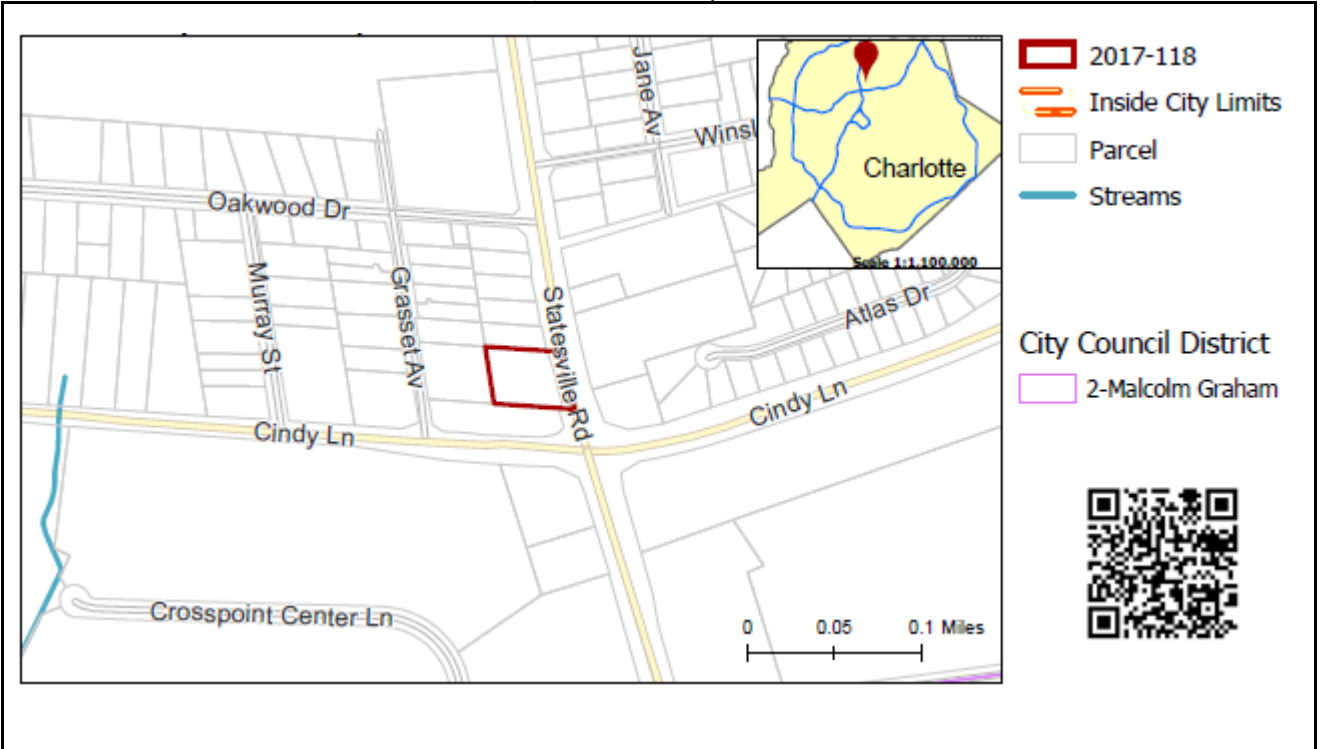 2017-118
Inside City Limits
Parcel
Streams
City Council District
2-Malcolm Graham
Jane Av
Charlotte
Scale 1:1,100,000
Oakwood Dr
Murray St
Grasset Av
Statesville Rd
Atlas Dr
Cindy Ln
Cindy Ln
Crosspoint Center Ln
0 0.05 0.1 Miles